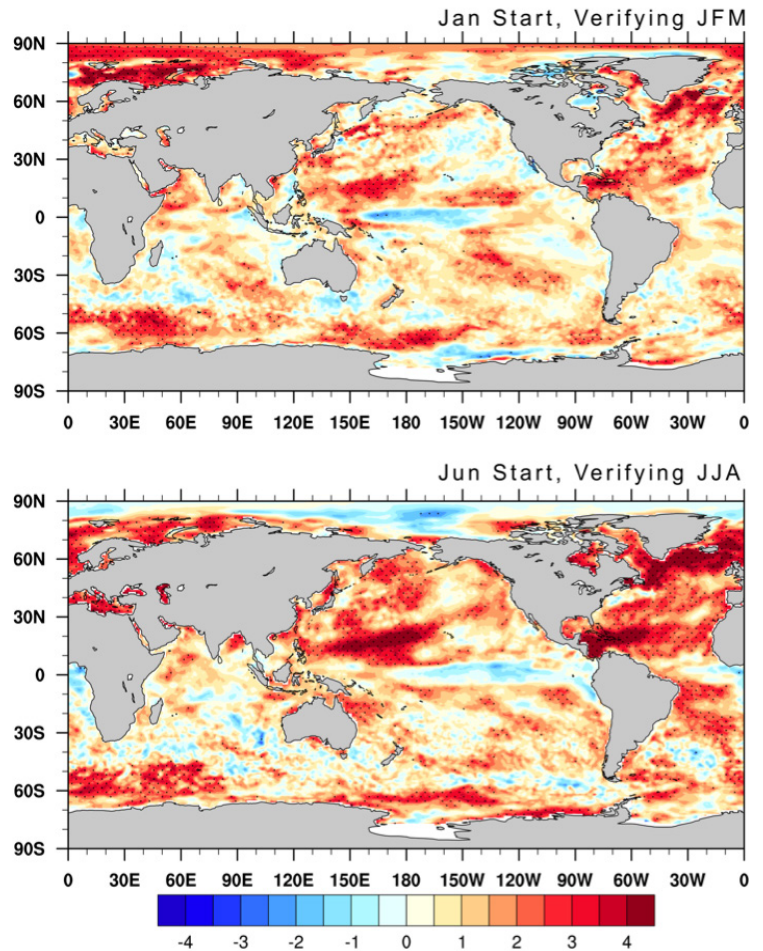 Jan Start, Verifying JFM
90N
60N
30N
0
30S
60S
90S
0 30E 60E 90E 120E 150E 180 150W 120W 90W 60W 30W 0
Jun Start, Verifying JJA
90N
60N
30N
0
30S
60S
90S
0 30E 60E 90E 120E 150E 180 150W 120W 90W 60W 30W 0
-4 -3 -2 -1 0 1 2 3 4